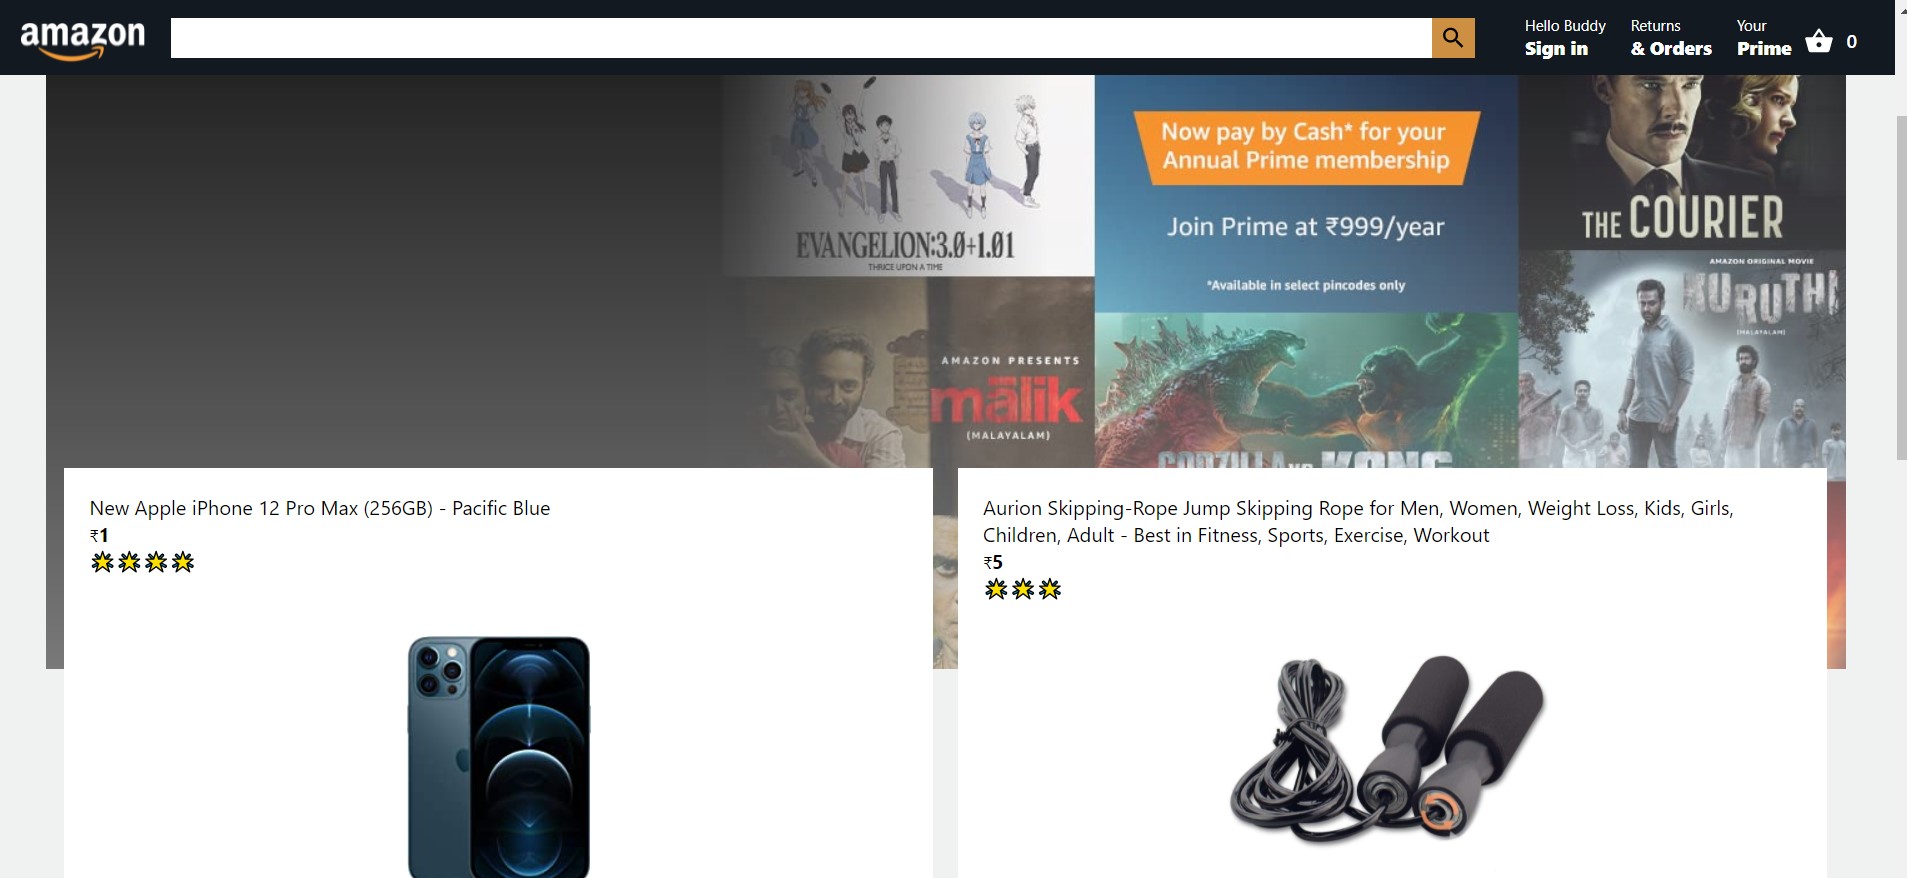 amazon
Hello Buddy
Sign in
Returns
& Orders
Your
Prime
0
EVANGELION:3.0+1.01
THRICE UPON A TIME
Now pay by Cash* for your
Annual Prime membership
Join Prime at ₹999/year
*Available in select pincodes only
THE COURIER
AMAZON ORIGINAL MOVIE
KURUTHI
(MALAYALAM)
AMAZON PRESENTS
malik
(MALAYALAM)
GODZILLA VS. KONG
New Apple iPhone 12 Pro Max (256GB) - Pacific Blue
₹1
Aurion Skipping-Rope Jump Skipping Rope for Men, Women, Weight Loss, Kids, Girls,
Children, Adult - Best in Fitness, Sports, Exercise, Workout
₹5